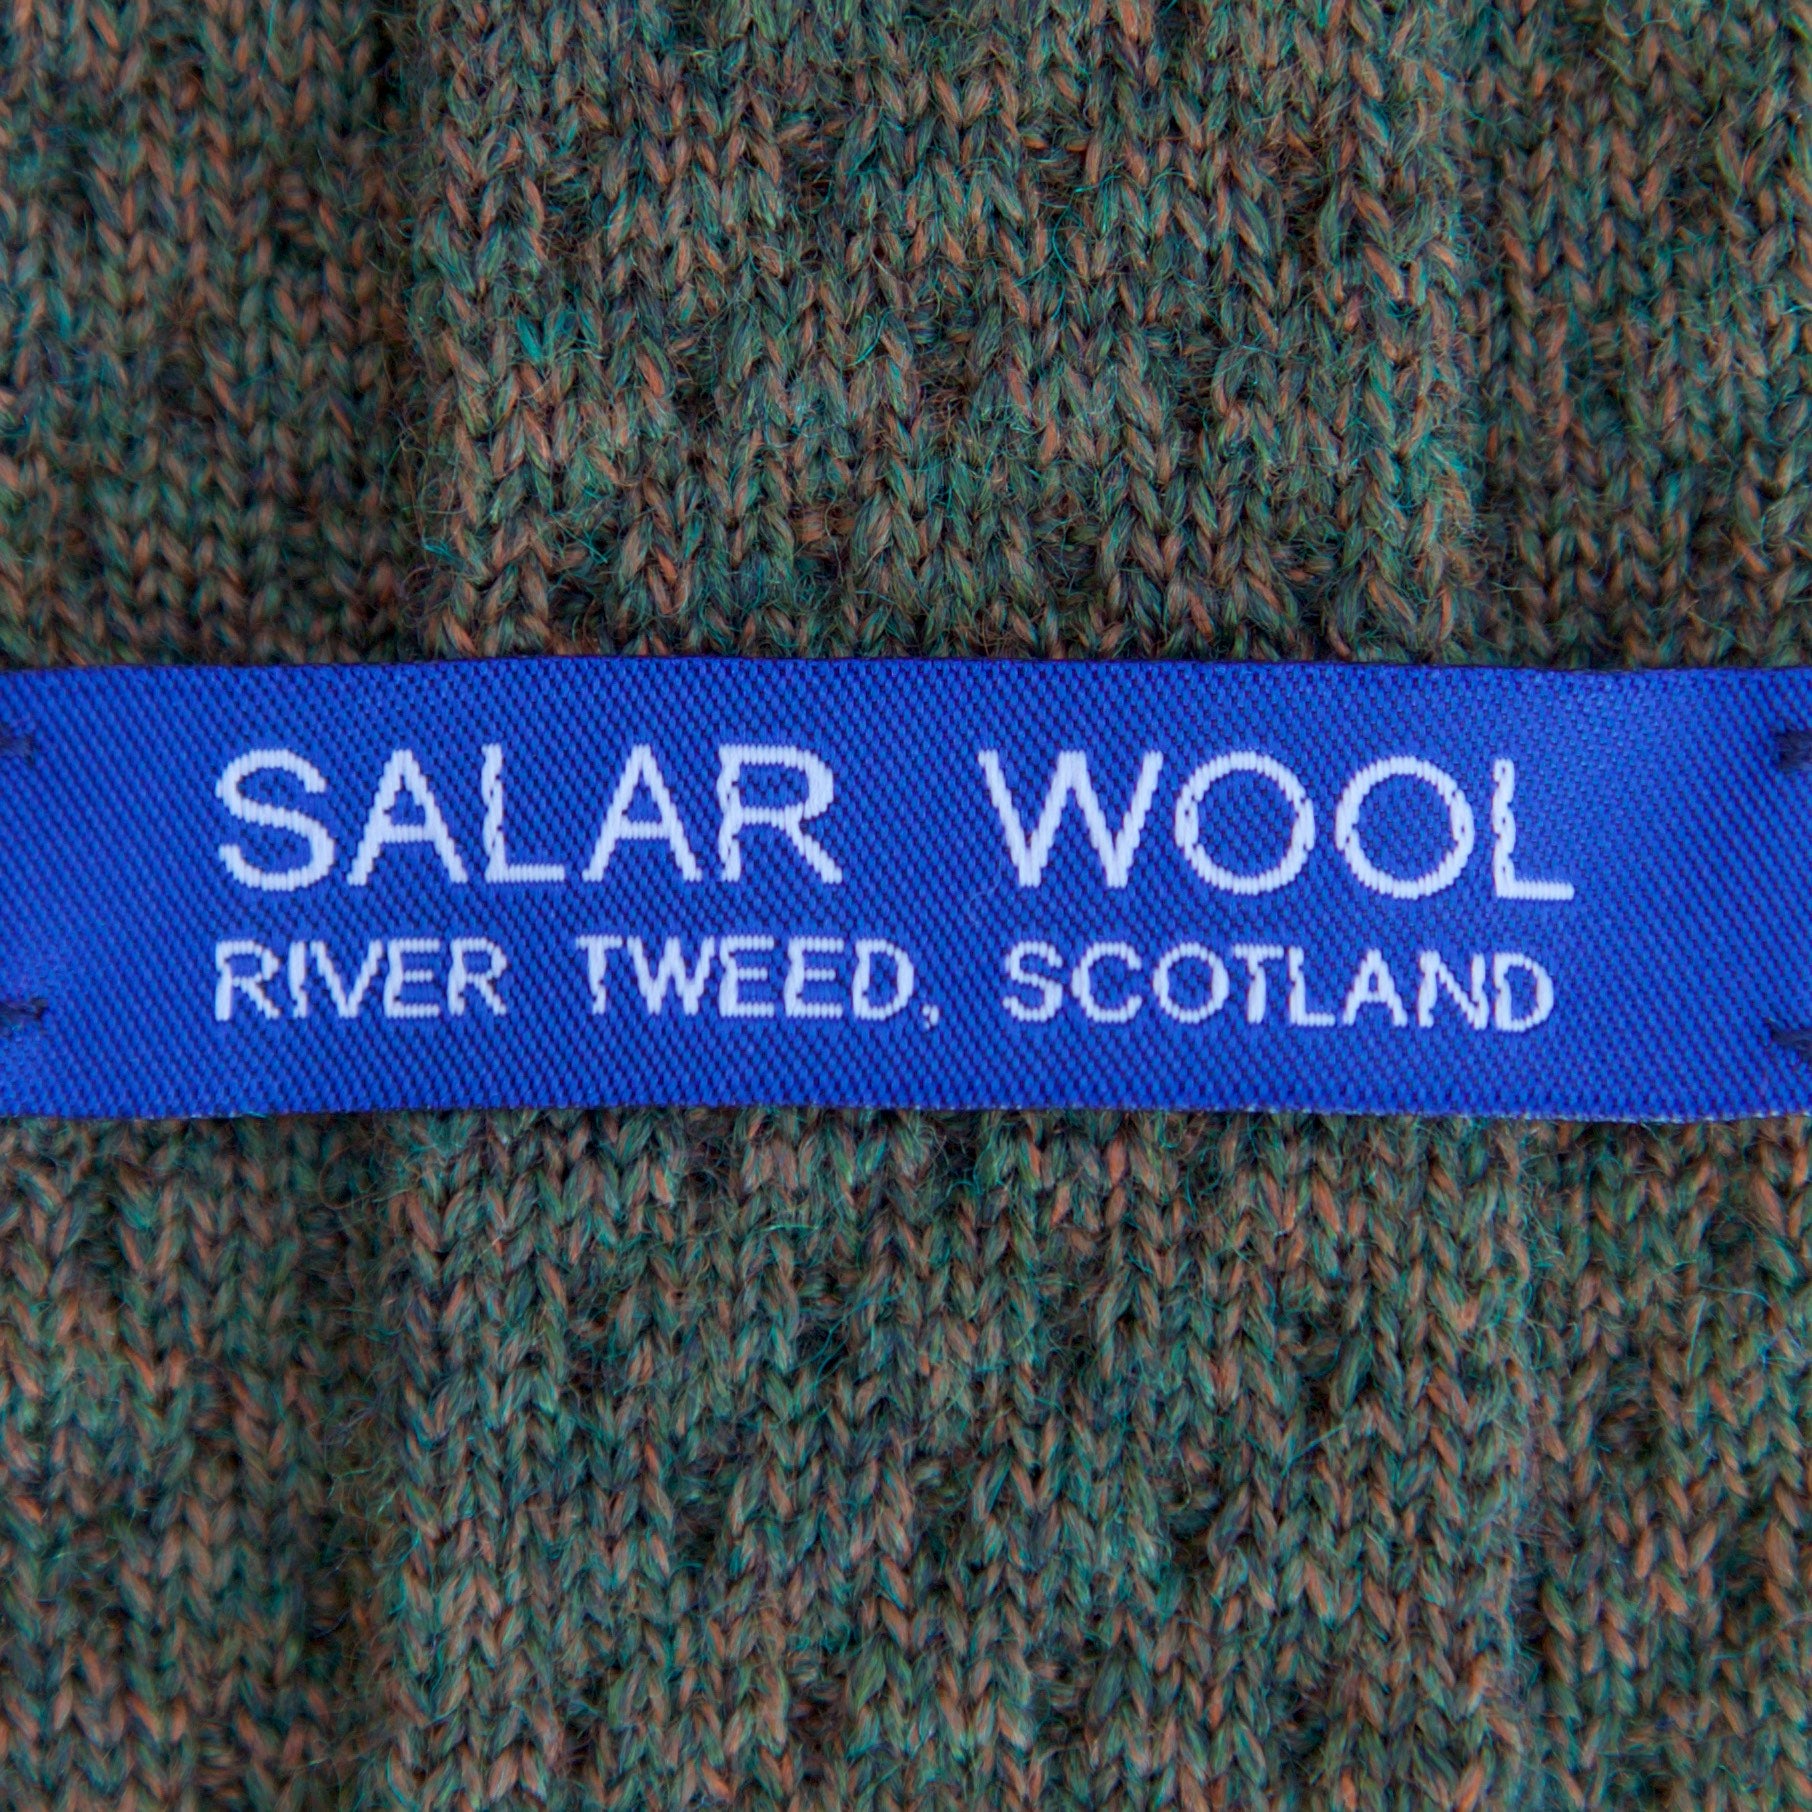 SALAR WOOL
RIVER TWEED, SCOTLAND